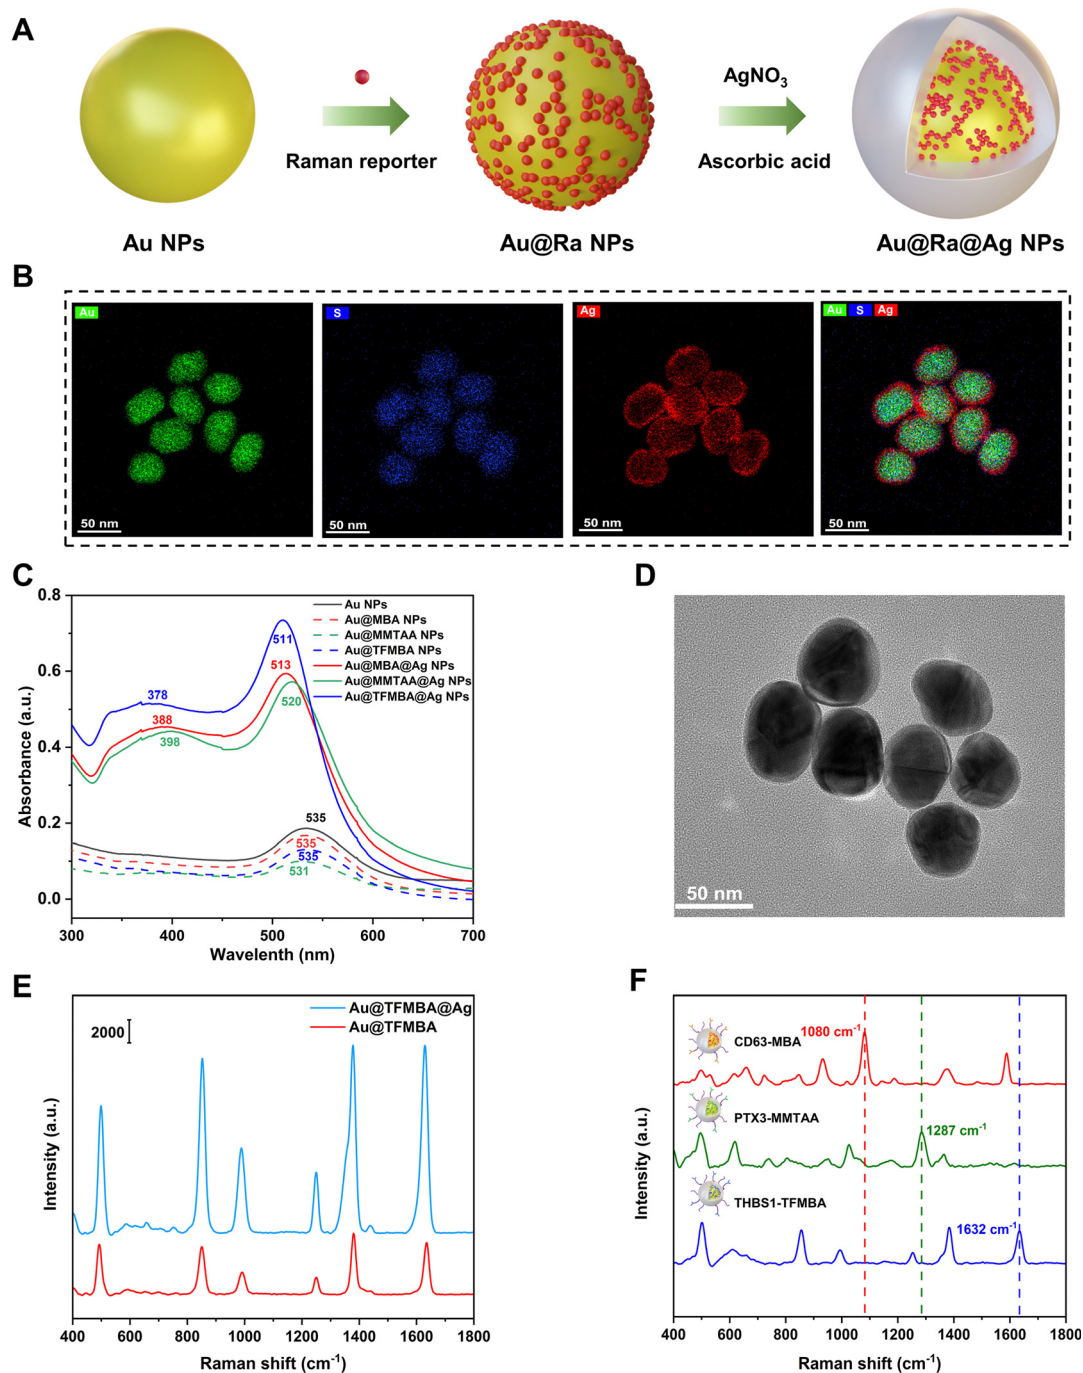 A
Raman reporter
AgNO₃
Ascorbic acid
Au NPs
Au@Ra NPs
Au@Ra@Ag NPs
B
Au
S
Ag
Au S Ag
50 nm
50 nm
50 nm
50 nm
C
Absorbance (a.u.)
0.8
0.6
0.4
0.2
0.0
Au NPs
Au@MBA NPs
Au@MMTAA NPs
Au@TFMBA NPs
Au@MBA@Ag NPs
Au@MMTAA@Ag NPs
Au@TFMBA@Ag NPs
511
513
520
378
388
398
535
535
535
531
300
400
500
600
700
Wavelenth (nm)
D
50 nm
E
2000
Au@TFMBA@Ag
Au@TFMBA
Intensity (a.u.)
400
600
800
1000
1200
1400
1600
1800
Raman shift (cm⁻¹)
F
Intensity (a.u.)
1080 cm⁻¹
CD63-MBA
PTX3-MMTAA
1287 cm⁻¹
THBS1-TFMBA
1632 cm⁻¹
400
600
800
1000
1200
1400
1600
1800
Raman shift (cm⁻¹)